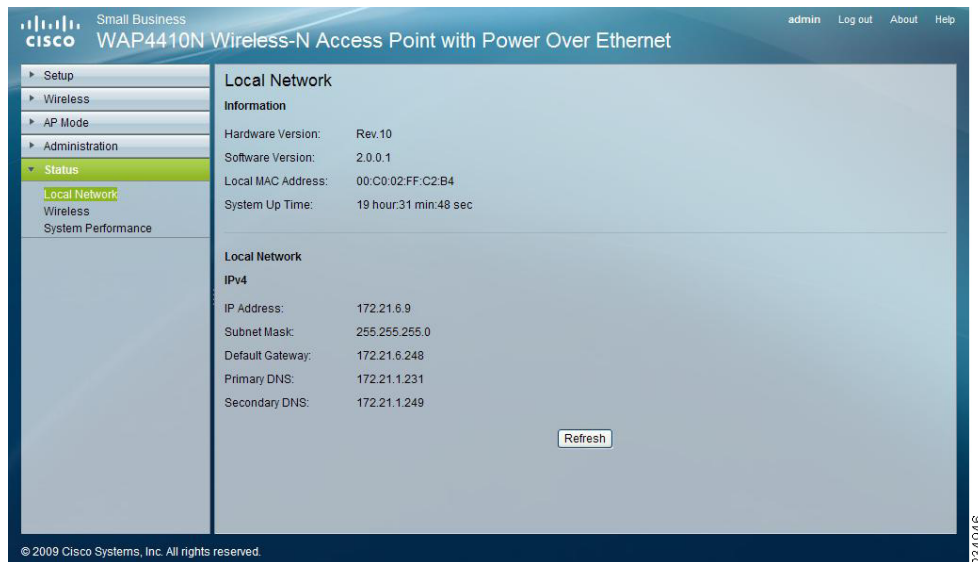 Small Business
CISCO WAP4410N Wireless-N Access Point with Power Over Ethernet
admin Log out About Help
Setup
Wireless
AP Mode
Administration
Status
Local Network
Wireless
System Performance
Local Network
Information
Hardware Version: Rev.10
Software Version: 2.0.0.1
Local MAC Address: 00:C0:02:FF:C2:B4
System Up Time: 19 hour:31 min:48 sec
Local Network
IPv4
IP Address: 172.21.6.9
Subnet Mask: 255.255.255.0
Default Gateway: 172.21.6.248
Primary DNS: 172.21.1.231
Secondary DNS: 172.21.1.249
Refresh
© 2009 Cisco Systems, Inc. All rights reserved.